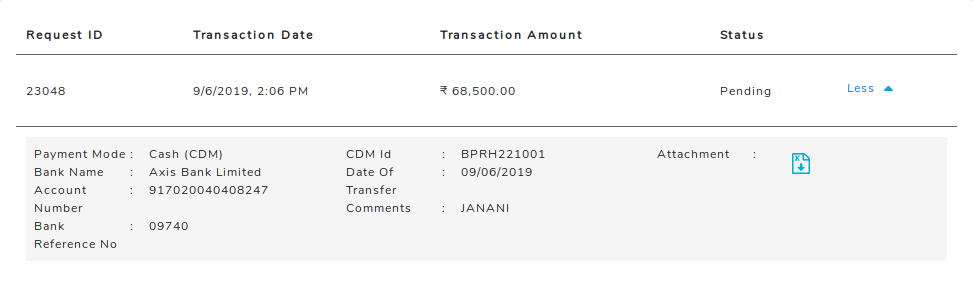 Request ID Transaction Date Transaction Amount Status
23048 9/6/2019, 2:06 PM ₹ 68,500.00 Pending Less
Payment Mode : Cash (CDM) CDM Id : BPRH221001 Attachment :
Bank Name : Axis Bank Limited Date Of : 09/06/2019
Account : 917020040408247 Transfer
Number Comments : JANANI
Bank : 09740
Reference No